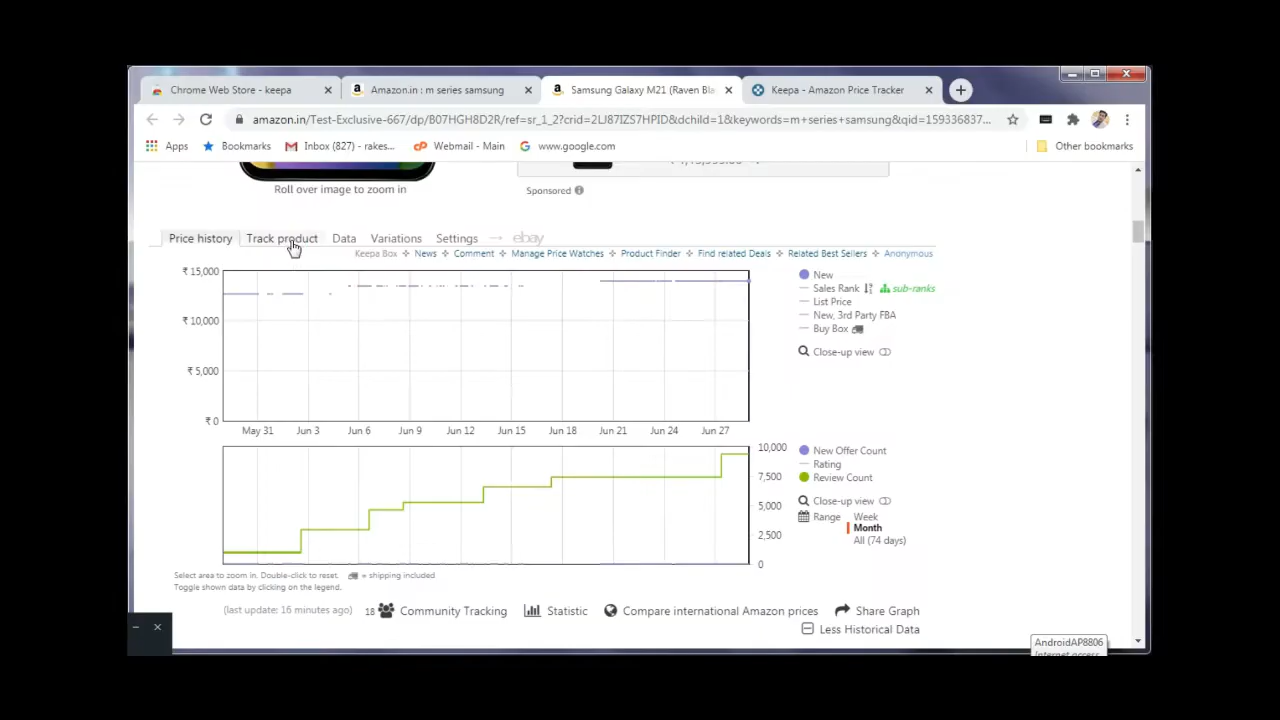 Chrome Web Store - keepa
Amazon.in : m series samsung
Samsung Galaxy M21 (Raven Bla
Keepa - Amazon Price Tracker
amazon.in/Test-Exclusive-667/dp/B07HGH8D2R/ref=sr_1_2?crid=2LJ87IZS7HPID&dchild=1&keywords=m+series+samsung&qid=159336837...
Apps
Bookmarks
Inbox (827) - rakes...
Webmail - Main
www.google.com
Other bookmarks
Roll over image to zoom in
Sponsored
Price history Track product Data Variations Settings → ebay
Keepa Box News Comment Manage Price Watches Product Finder Find related Deals Related Best Sellers Anonymous
₹ 15,000
₹ 10,000
₹ 5,000
₹ 0
May 31 Jun 3 Jun 6 Jun 9 Jun 12 Jun 15 Jun 18 Jun 21 Jun 24 Jun 27
New
Sales Rank sub-ranks
List Price
New, 3rd Party FBA
Buy Box
Close-up view
10,000
7,500
5,000
2,500
0
New Offer Count
Rating
Review Count
Close-up view
Range Week
Month
All (74 days)
Select area to zoom in. Double-click to reset. = shipping included
Toggle shown data by clicking on the legend.
(last update: 16 minutes ago) 18 Community Tracking Statistic Compare international Amazon prices Share Graph
Less Historical Data
AndroidAP8806
Internet access